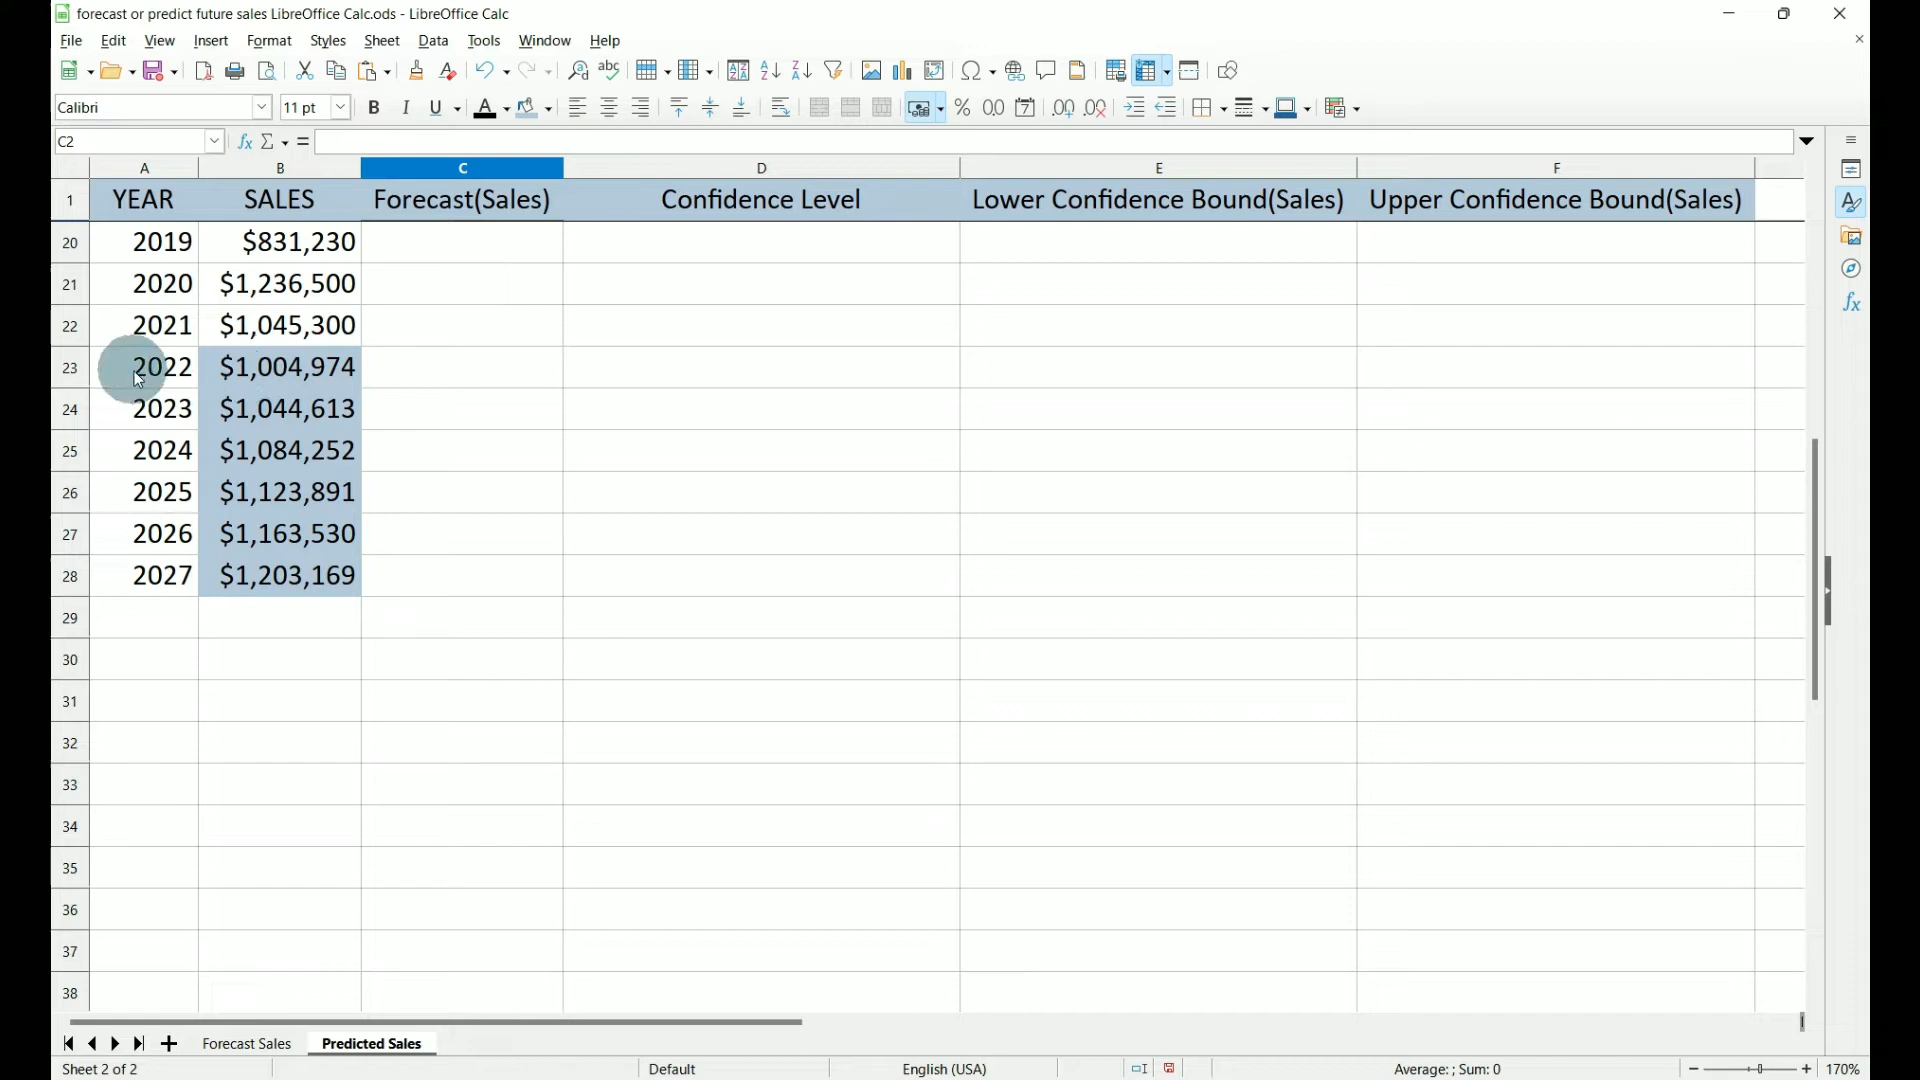 forecast or predict future sales LibreOffice Calc.ods - LibreOffice Calc
File Edit View Insert Format Styles Sheet Data Tools Window Help
Calibri 11 pt
C2
A B C D E F
1 YEAR SALES Forecast(Sales) Confidence Level Lower Confidence Bound(Sales) Upper Confidence Bound(Sales)
20 2019 $831,230
21 2020 $1,236,500
22 2021 $1,045,300
23 2022 $1,004,974
24 2023 $1,044,613
25 2024 $1,084,252
26 2025 $1,123,891
27 2026 $1,163,530
28 2027 $1,203,169
29
30
31
32
33
34
35
36
37
38
Forecast Sales Predicted Sales
Sheet 2 of 2 Default English (USA) Average: ; Sum: 0 170%